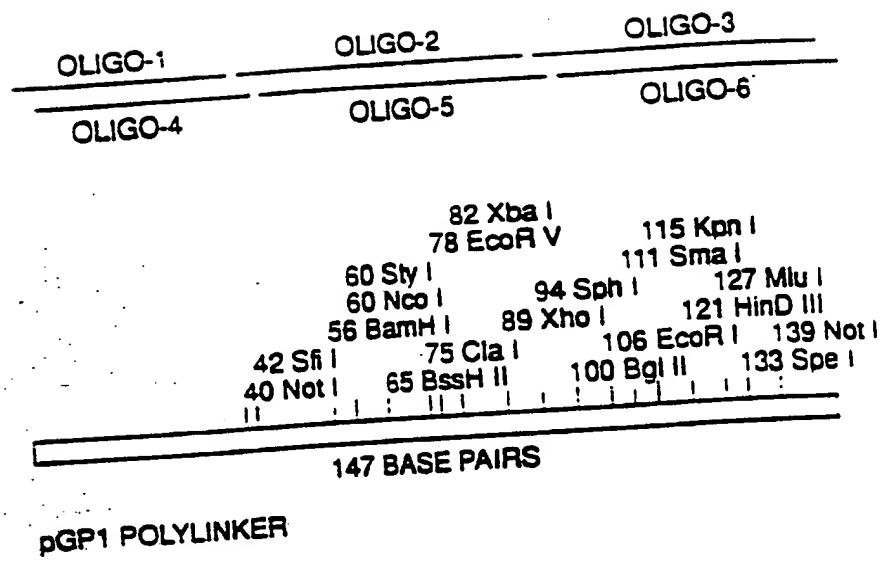 OLIGO-1 OLIGO-2 OLIGO-3
OLIGO-4 OLIGO-5 OLIGO-6
82 Xba I
78 EcoR V
115 Kpn I
111 Sma I
60 Sty I
60 Nco I
94 Sph I
127 Mlu I
56 BamH I
89 Xho I
121 HinD III
42 Sfi I
75 Cla I
106 EcoR I
139 Not I
40 Not I
65 BssH II
100 Bgl II
133 Spe I
147 BASE PAIRS
pGP1 POLYLINKER